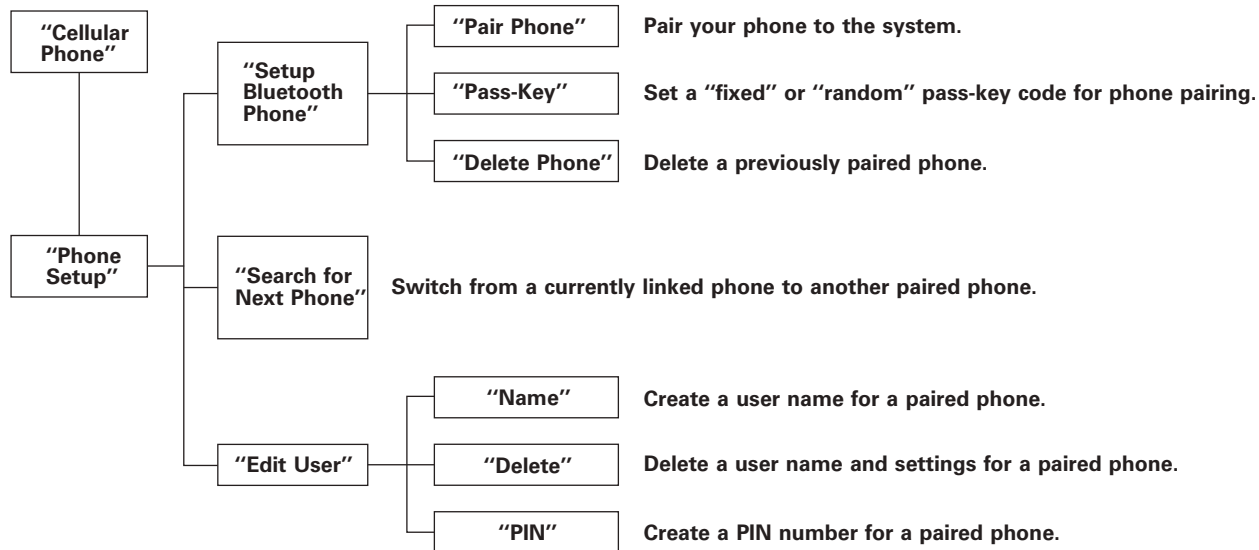 “Cellular
Phone”
“Phone
Setup”
“Setup
Bluetooth
Phone”
“Pair Phone”
Pair your phone to the system.
“Pass-Key”
Set a “fixed” or “random” pass-key code for phone pairing.
“Delete Phone”
Delete a previously paired phone.
“Search for
Next Phone”
Switch from a currently linked phone to another paired phone.
“Edit User”
“Name”
Create a user name for a paired phone.
“Delete”
Delete a user name and settings for a paired phone.
“PIN”
Create a PIN number for a paired phone.